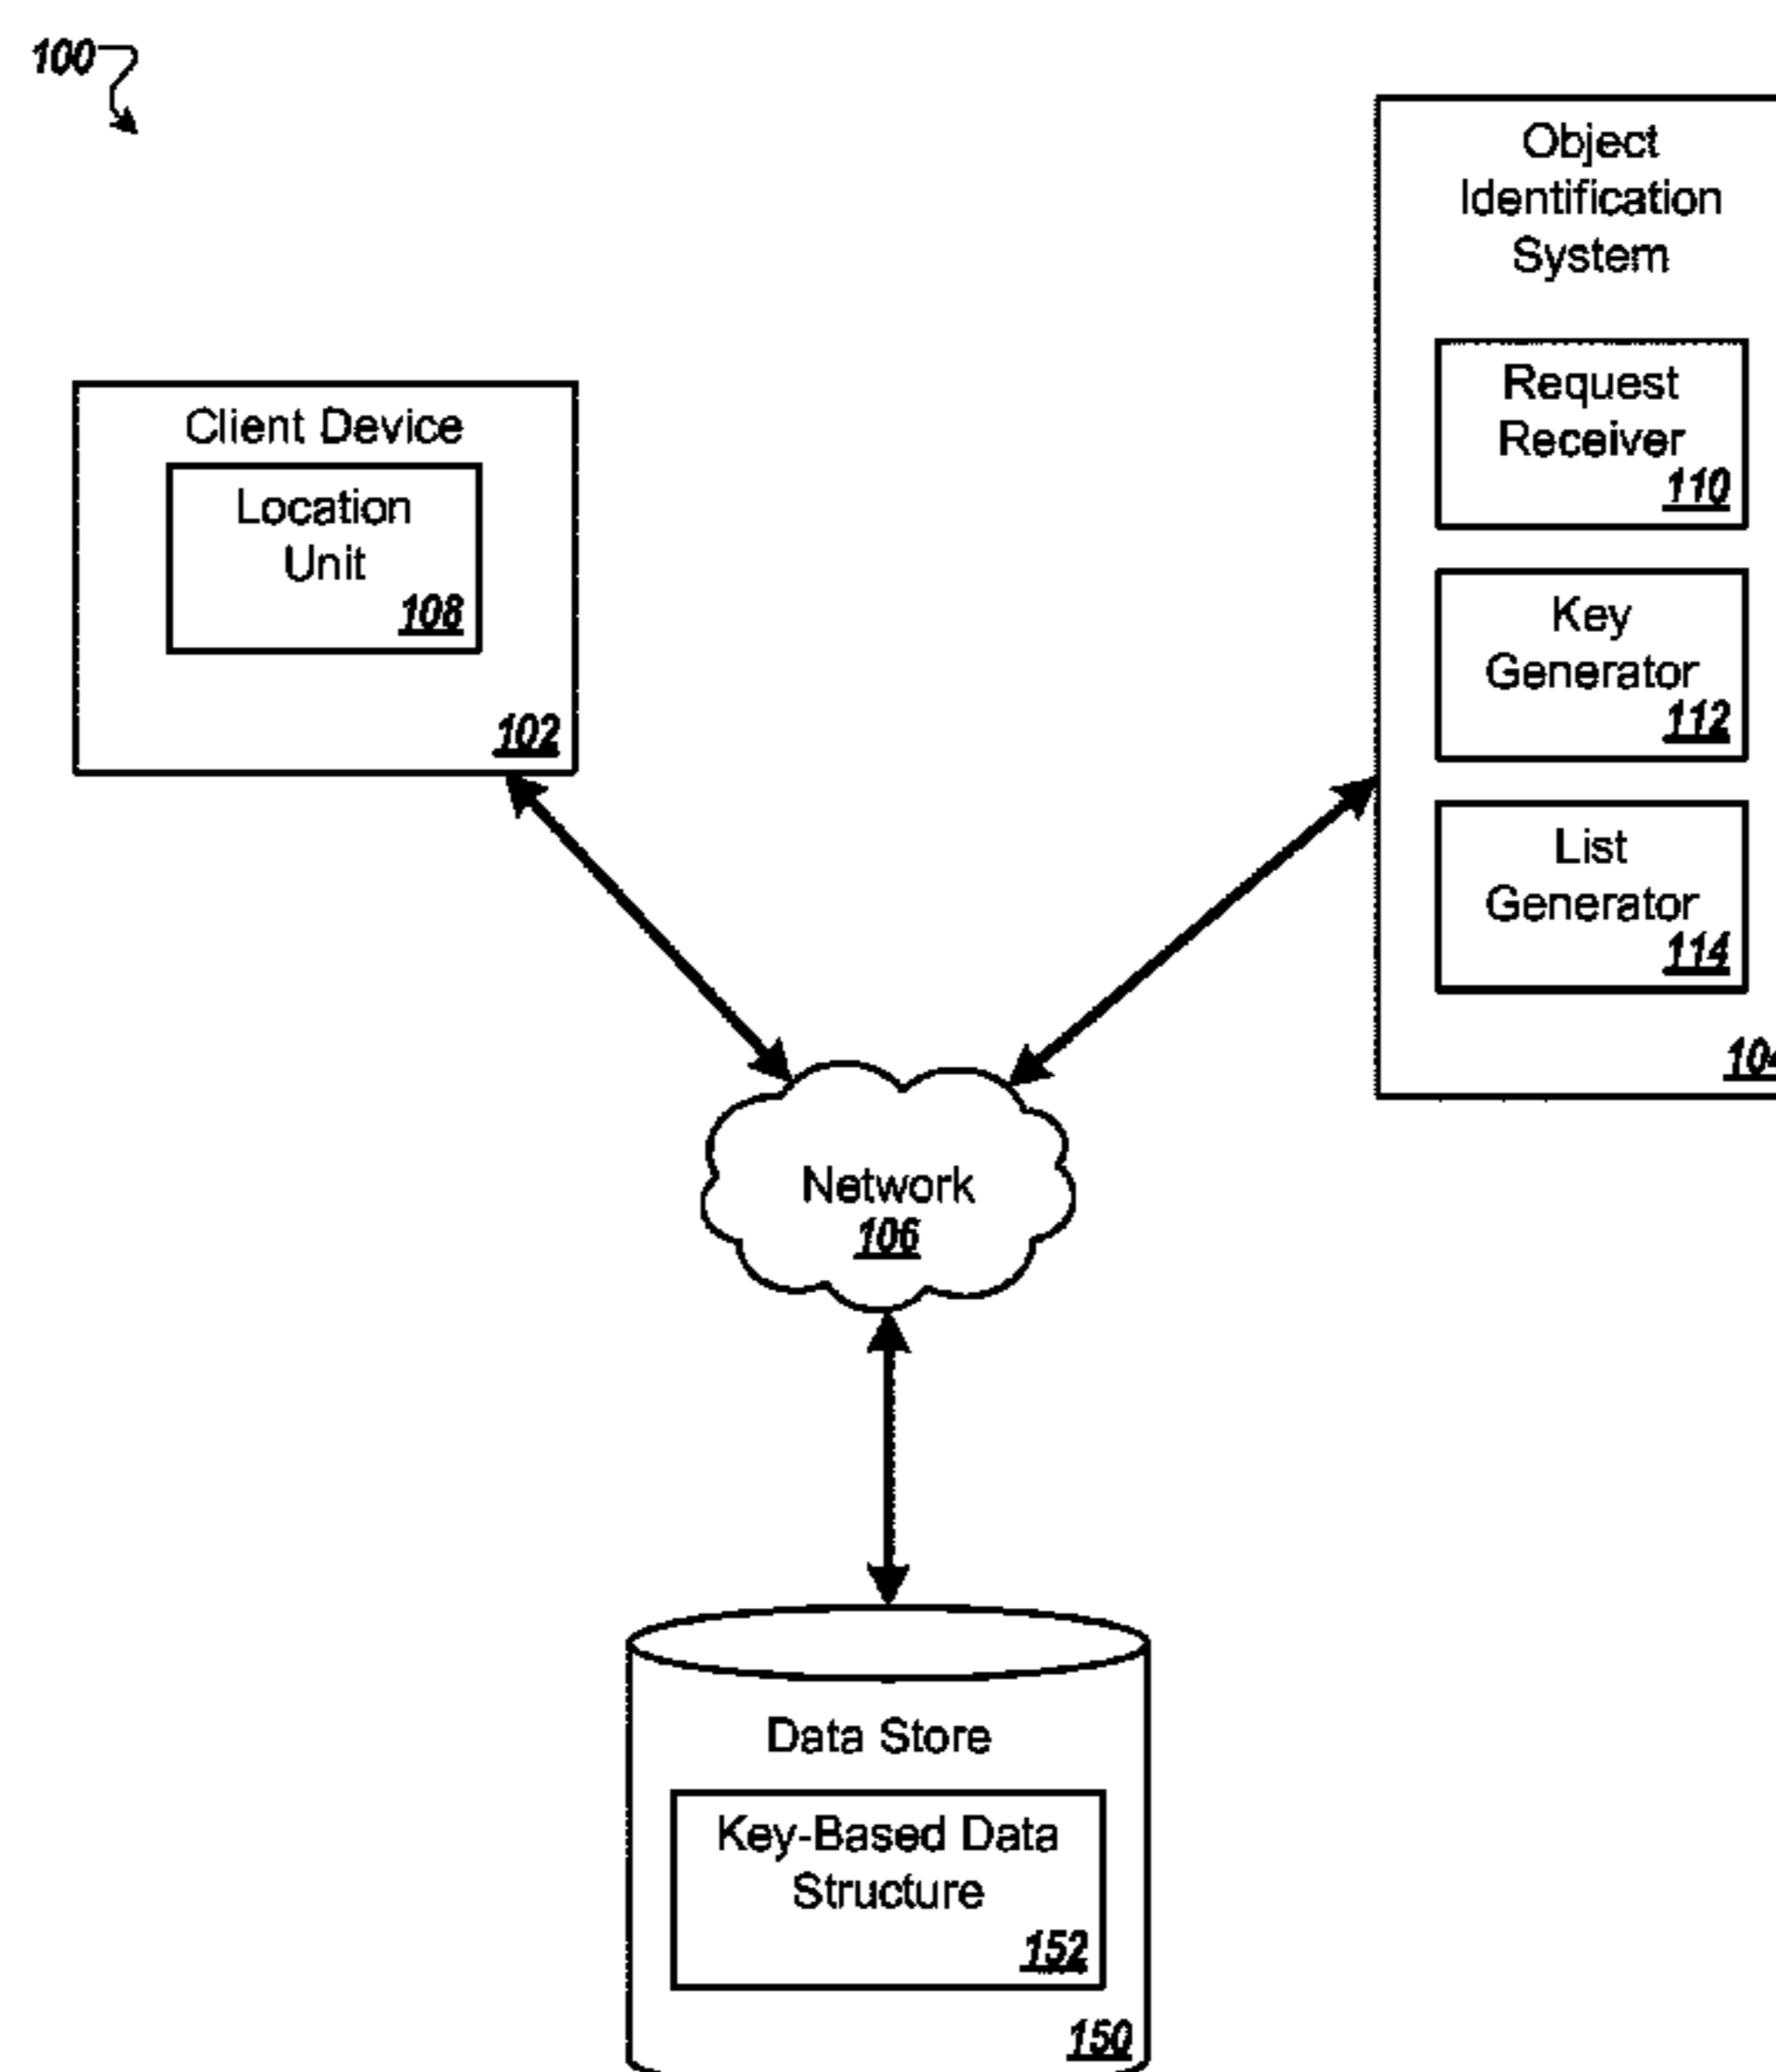 100
Object
Identification
System
Request
Receiver
110
Key
Generator
112
List
Generator
114
104
Client Device
Location
Unit
108
102
Network
106
Data Store
Key-Based Data
Structure
152
150